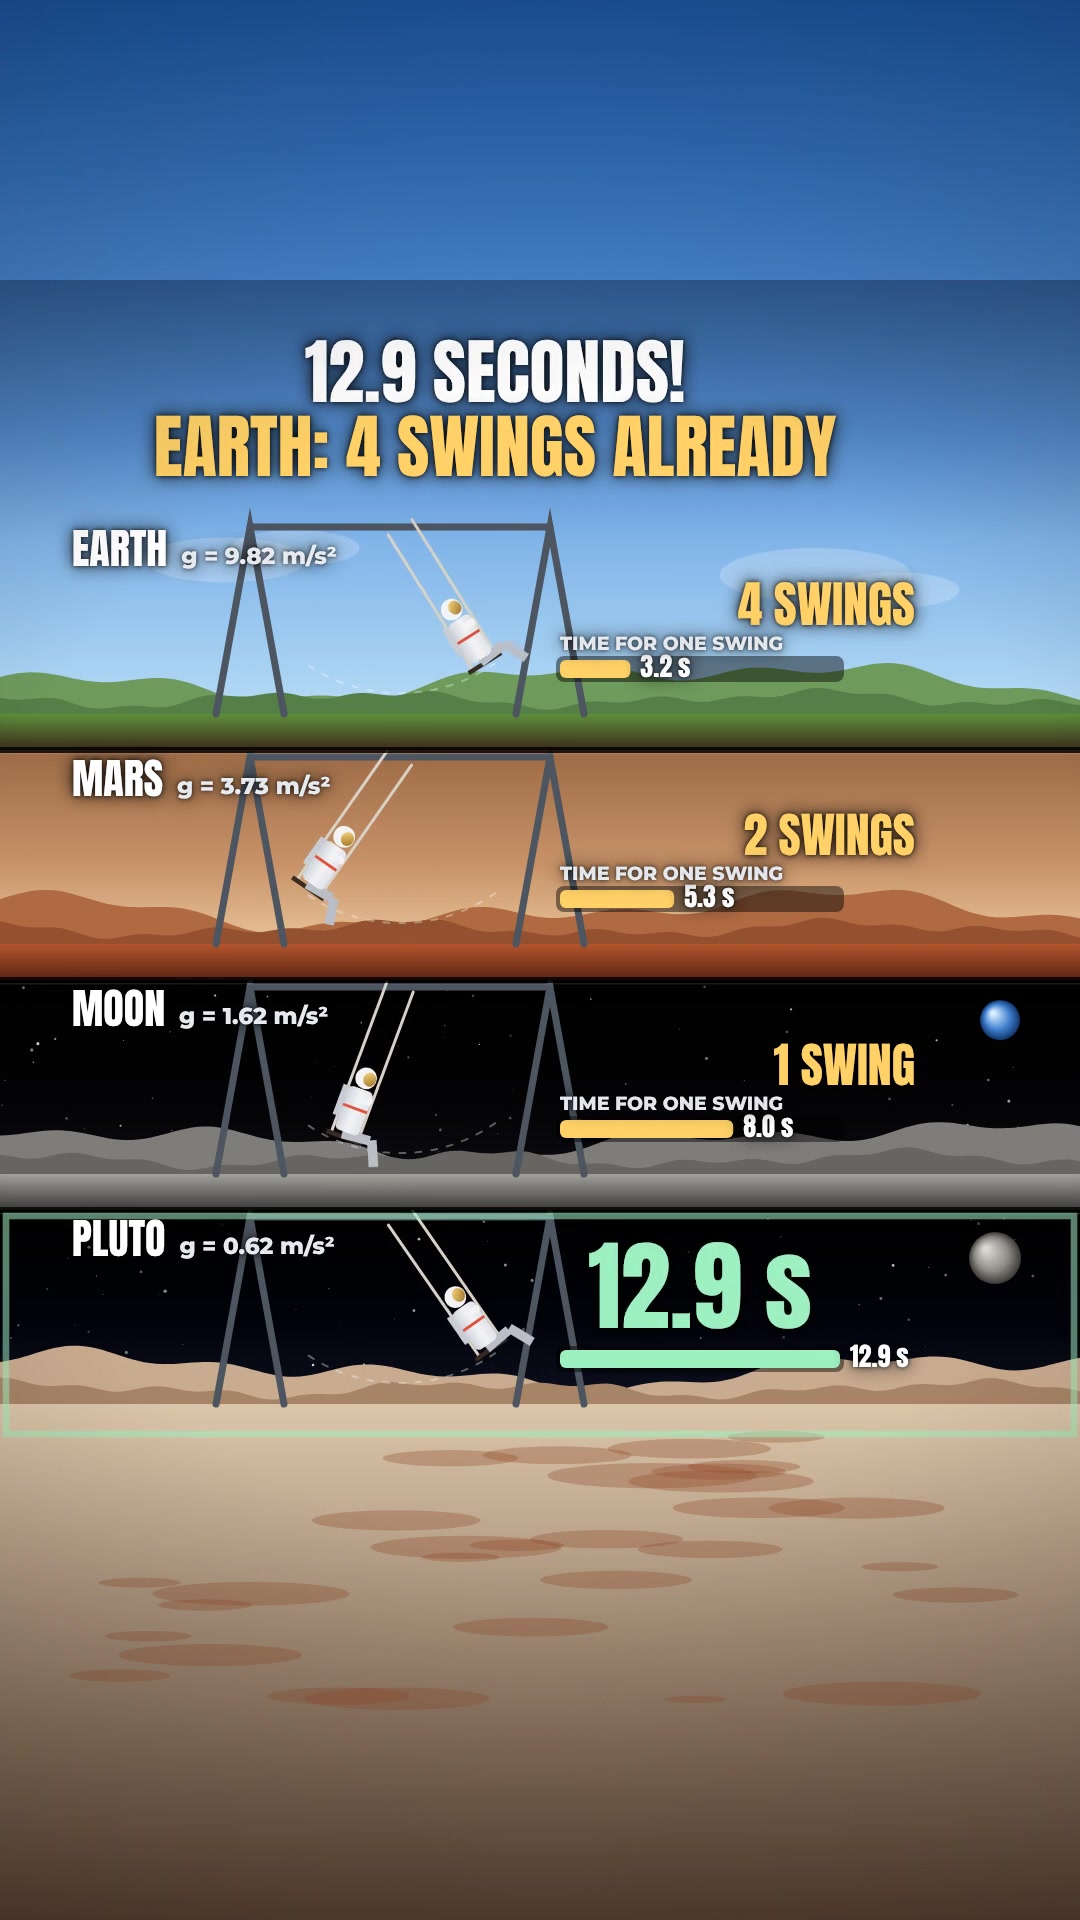 12.9 SECONDS!
EARTH: 4 SWINGS ALREADY
EARTH g = 9.82 m/s²
4 SWINGS
TIME FOR ONE SWING
3.2 s
MARS g = 3.73 m/s²
2 SWINGS
TIME FOR ONE SWING
5.3 s
MOON g = 1.62 m/s²
1 SWING
TIME FOR ONE SWING
8.0 s
PLUTO g = 0.62 m/s²
12.9 s
12.9 s